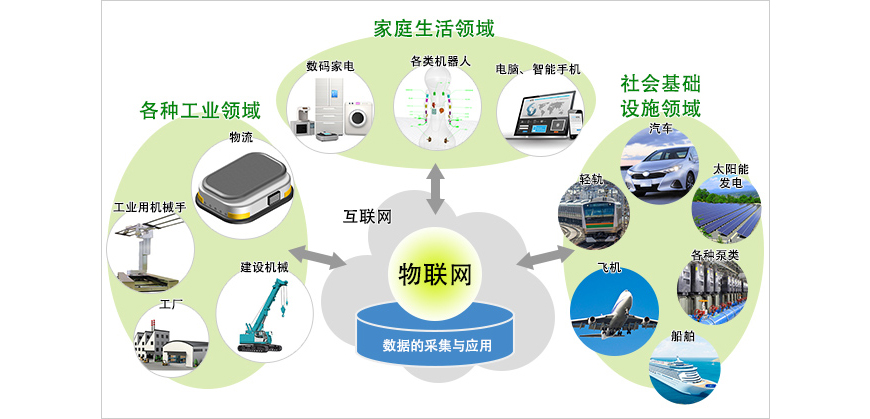 家庭生活领域
数码家电
各类机器人
电脑、智能手机
各种工业领域
物流
工业用机械手
建设机械
工厂
社会基础
设施领域
汽车
太阳能
发电
轻轨
各种泵类
飞机
船舶
互联网
物联网
数据的采集与应用